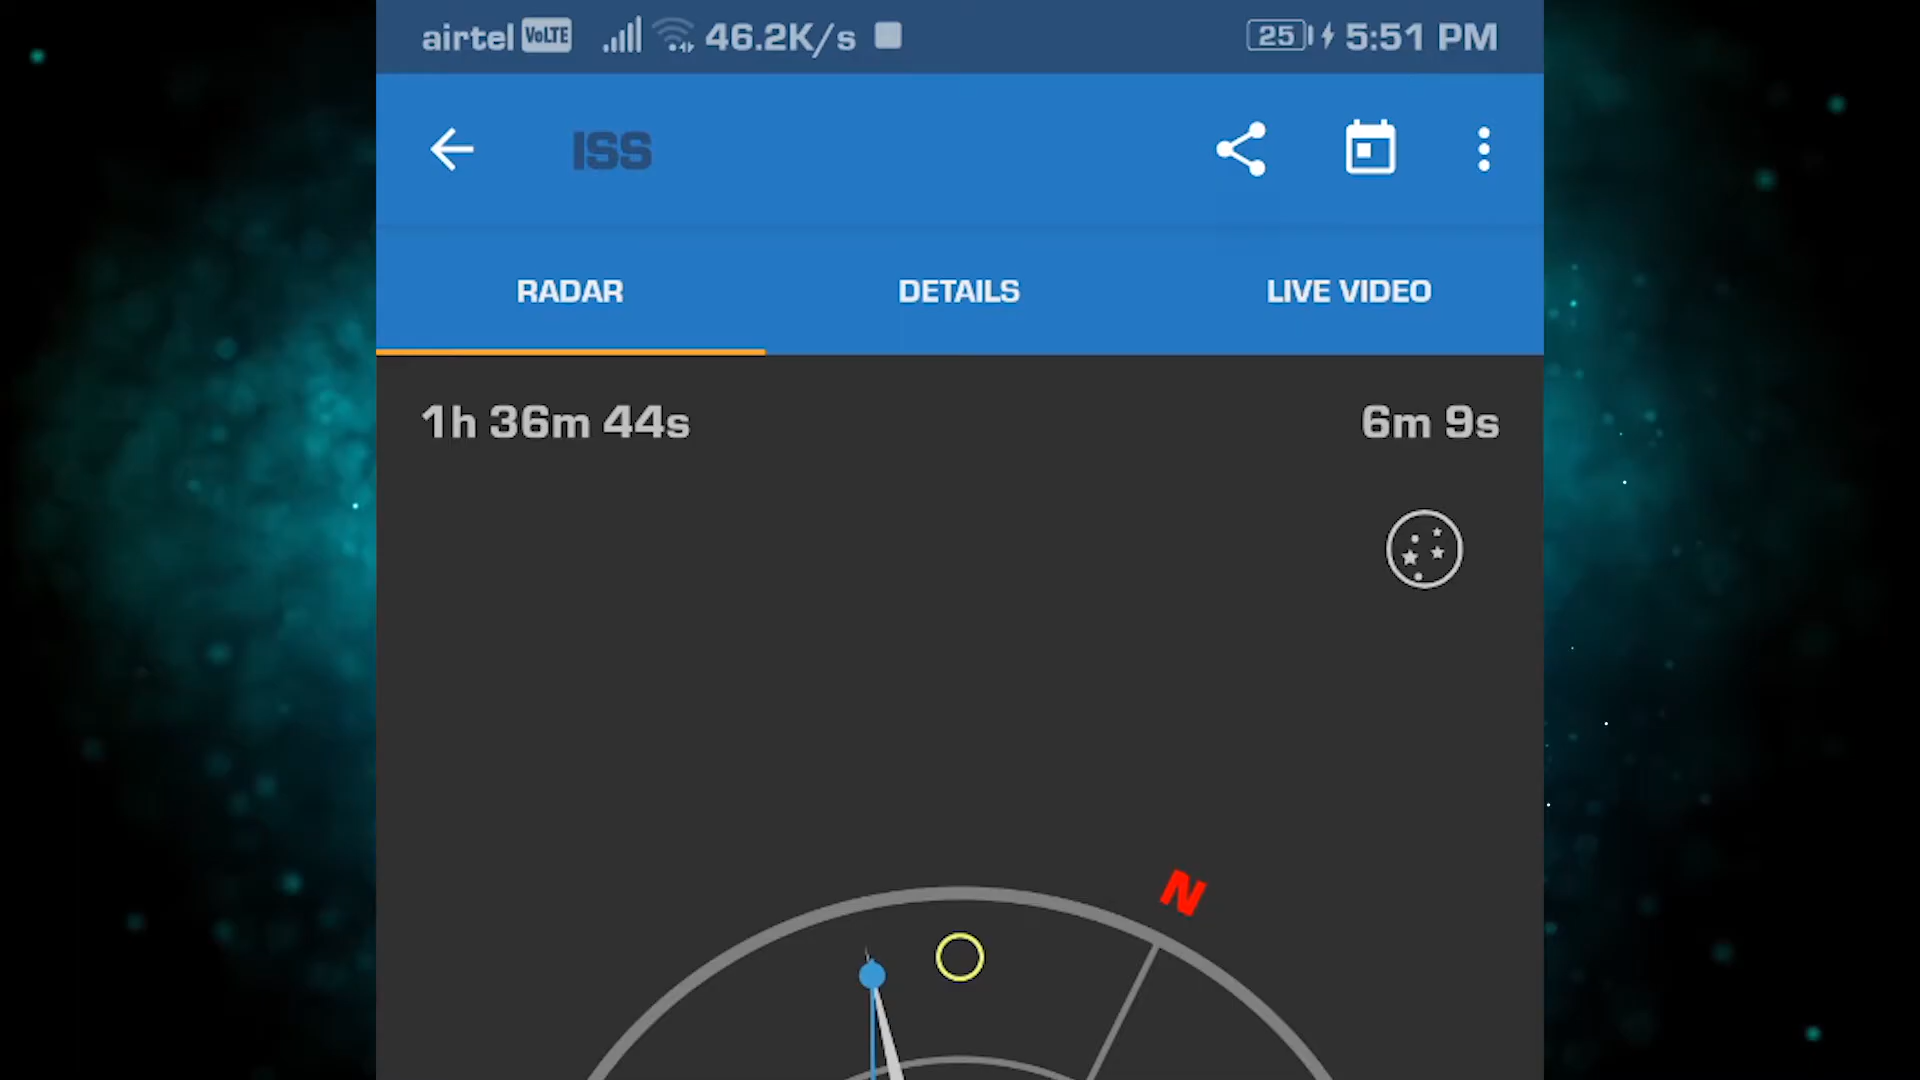 airtel VoLTE 46.2K/s 25 5:51 PM
ISS
RADAR DETAILS LIVE VIDEO
1h 36m 44s 6m 9s
N